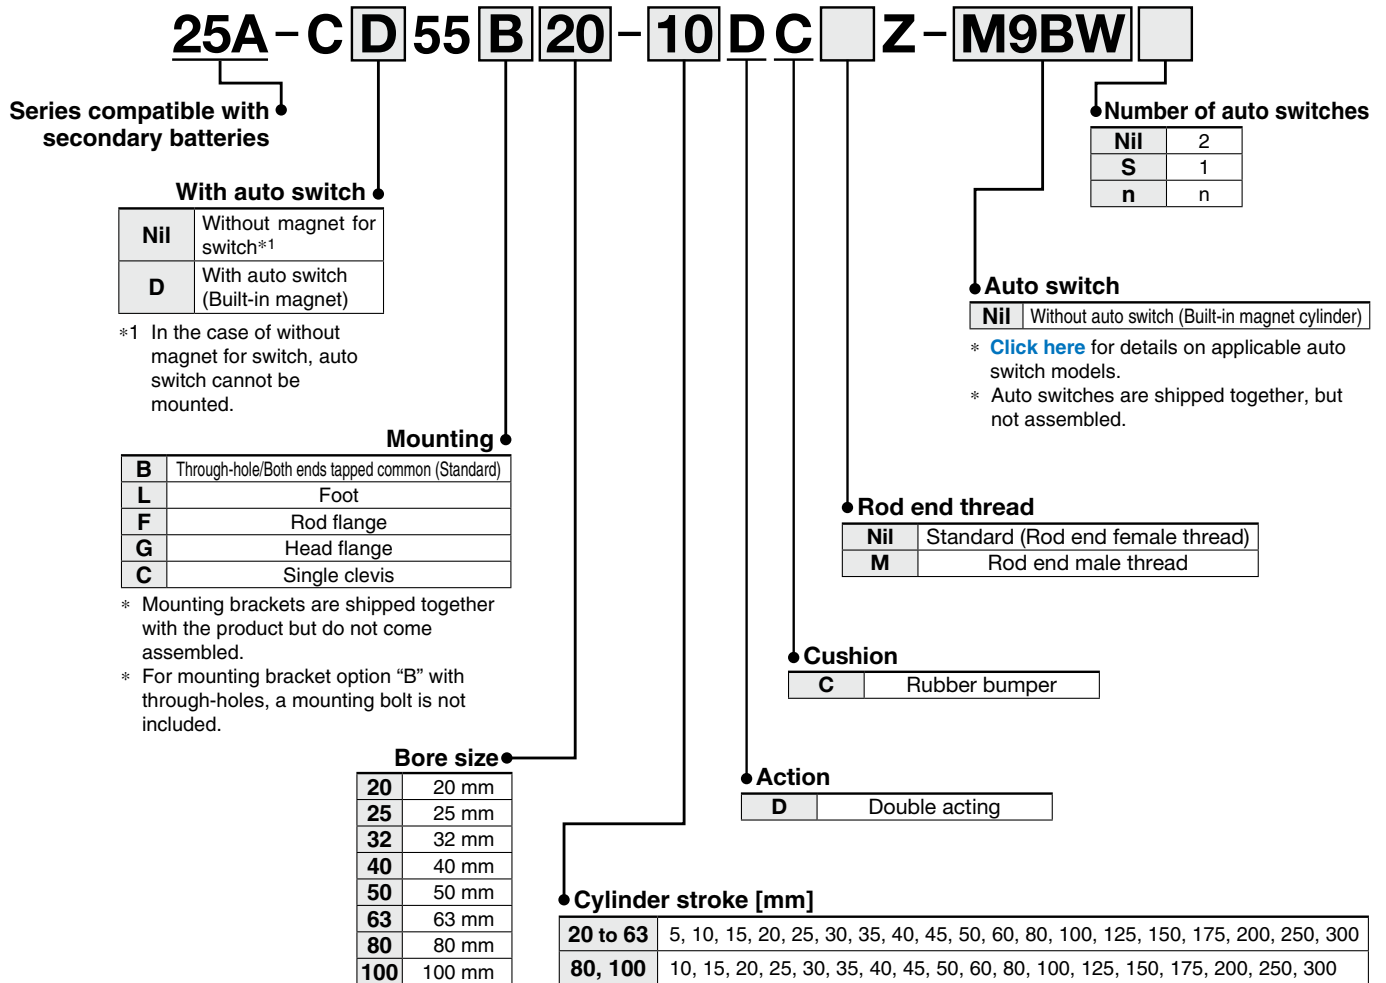 25A-CD55B20-10DC Z-M9BW
Series compatible with
secondary batteries
Number of auto switches
Nil 2
S 1
n n
With auto switch
Nil Without magnet for
switch*1
D With auto switch
(Built-in magnet)
*1 In the case of without
magnet for switch, auto
switch cannot be
mounted.
Auto switch
Nil Without auto switch (Built-in magnet cylinder)
* Click here for details on applicable auto
switch models.
* Auto switches are shipped together, but
not assembled.
Mounting
B Through-hole/Both ends tapped common (Standard)
L Foot
F Rod flange
G Head flange
C Single clevis
* Mounting brackets are shipped together
with the product but do not come
assembled.
* For mounting bracket option “B” with
through-holes, a mounting bolt is not
included.
Rod end thread
Nil Standard (Rod end female thread)
M Rod end male thread
Cushion
C Rubber bumper
Bore size
20 20 mm
25 25 mm
32 32 mm
40 40 mm
50 50 mm
63 63 mm
80 80 mm
100 100 mm
Action
D Double acting
Cylinder stroke [mm]
20 to 63 5, 10, 15, 20, 25, 30, 35, 40, 45, 50, 60, 80, 100, 125, 150, 175, 200, 250, 300
80, 100 10, 15, 20, 25, 30, 35, 40, 45, 50, 60, 80, 100, 125, 150, 175, 200, 250, 300